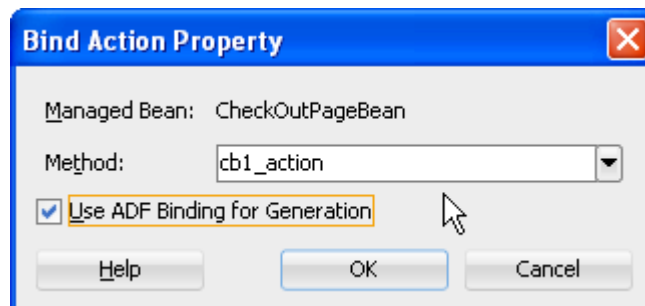 Bind Action Property
Managed Bean: CheckOutPageBean
Method: cb1_action
Use ADF Binding for Generation
Help OK Cancel